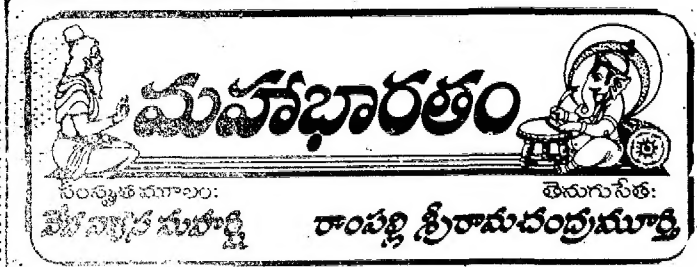 మహాభారతం
సంస్కృత మూలం:
తెనుగుసేత:
వేదవ్యాస మహర్షి
రాంపల్లి శ్రీరామచంద్రమూర్తి